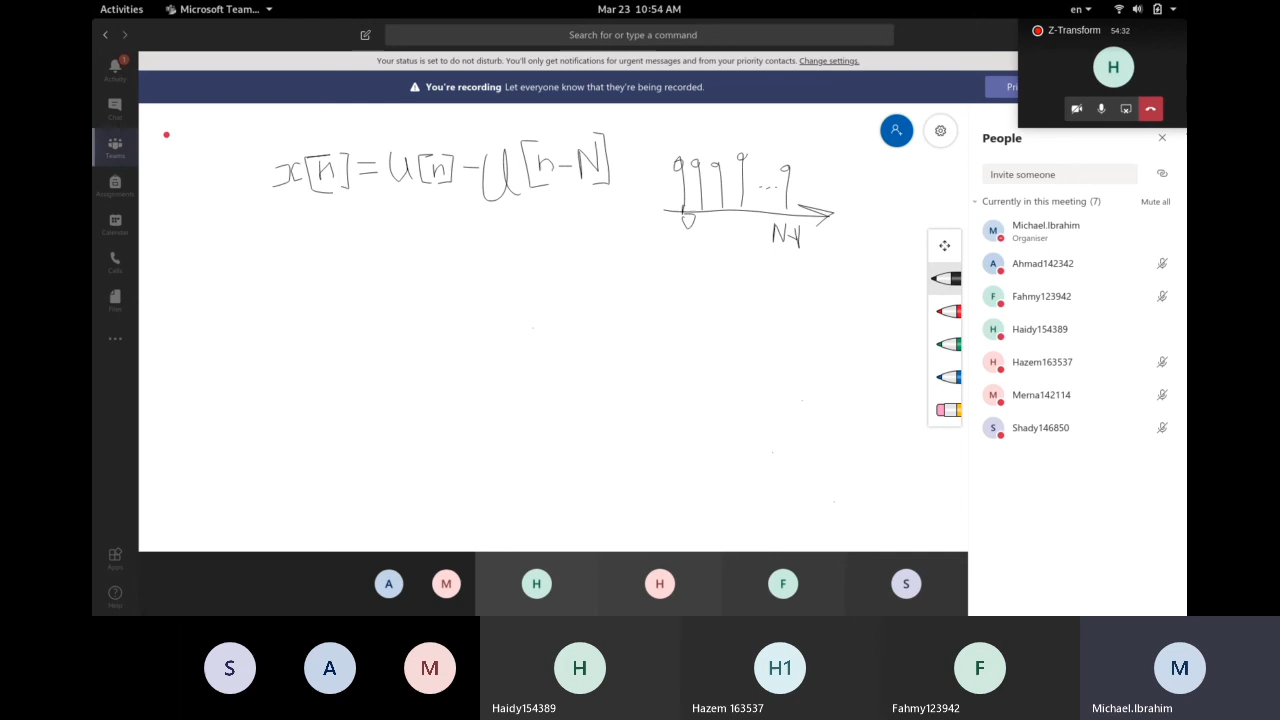 Activities
Microsoft Team...
Mar 23 10:54 AM
en
Search for or type a command
Z-Transform 54:32
H
Your status is set to do not disturb. You'll only get notifications for urgent messages and from your priority contacts. Change settings.
You're recording Let everyone know that they're being recorded.
Pri
1
Activity
Chat
Teams
Assignments
Calendar
Calls
Files
Apps
Help
x[n] = u[n] - u[n-N]
...
0
N-1
People
Invite someone
Currently in this meeting (7)
Mute all
M Michael.Ibrahim
Organiser
A Ahmad142342
F Fahmy123942
H Haidy154389
H Hazem163537
M Merna142114
S Shady146850
A M H H F S
S A M H H1 F M
Haidy154389 Hazem 163537 Fahmy123942 Michael.Ibrahim